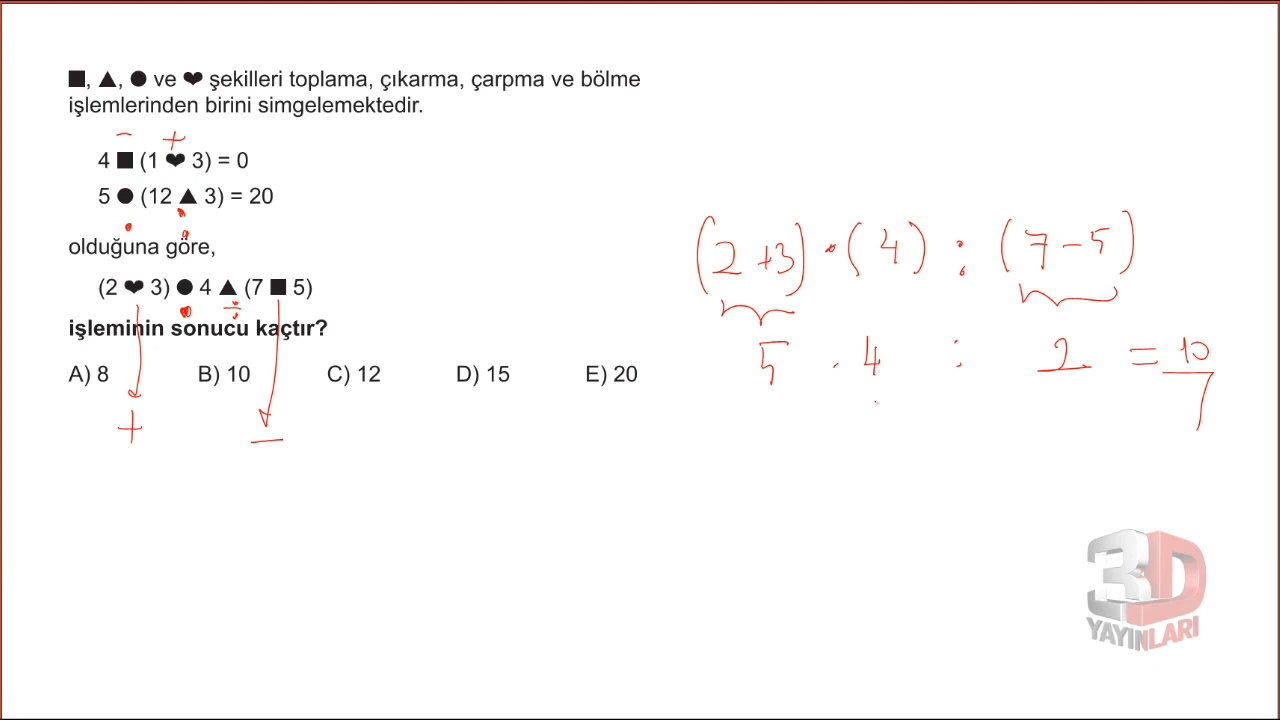 ■, ▲, ● ve ❤ şekilleri toplama, çıkarma, çarpma ve bölme
işlemlerinden birini simgelemektedir.
− +
4 ■ (1 ❤ 3) = 0
5 ● (12 ▲ 3) = 20
olduğuna göre,
(2 ❤ 3) ● 4 ▲ (7 ■ 5)
işleminin sonucu kaçtır?
A) 8 B) 10 C) 12 D) 15 E) 20
+ −
(2 +3) · (4) : (7 − 5)
5 . 4 : 2 = 10
3D
YAYINLARI